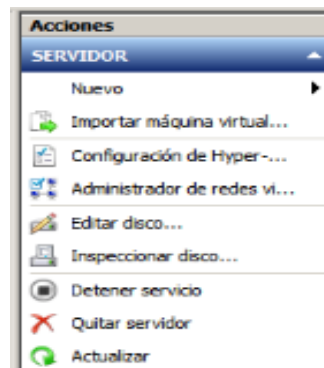 Acciones
SERVIDOR
Nuevo
Importar máquina virtual...
Configuración de Hyper-...
Administrador de redes vi...
Editar disco...
Inspeccionar disco...
Detener servicio
Quitar servidor
Actualizar